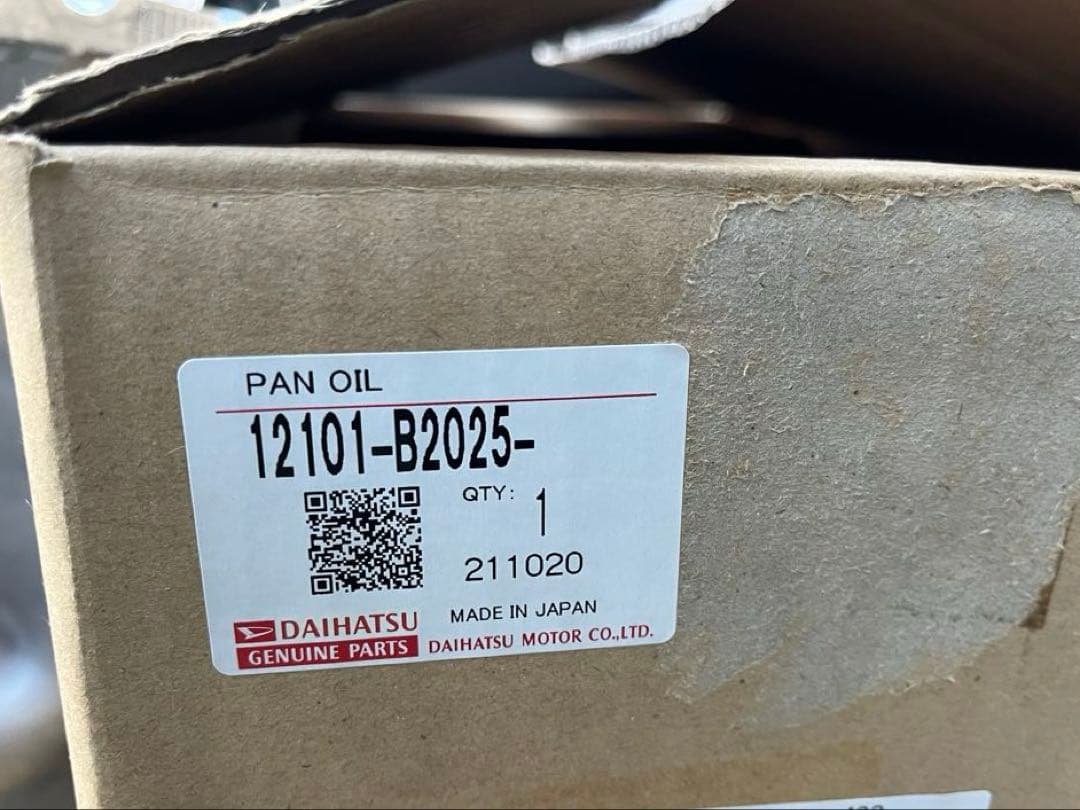 PAN OIL
12101-B2025-
QTY: 1
211020
MADE IN JAPAN
DAIHATSU
GENUINE PARTS
DAIHATSU MOTOR CO.,LTD.